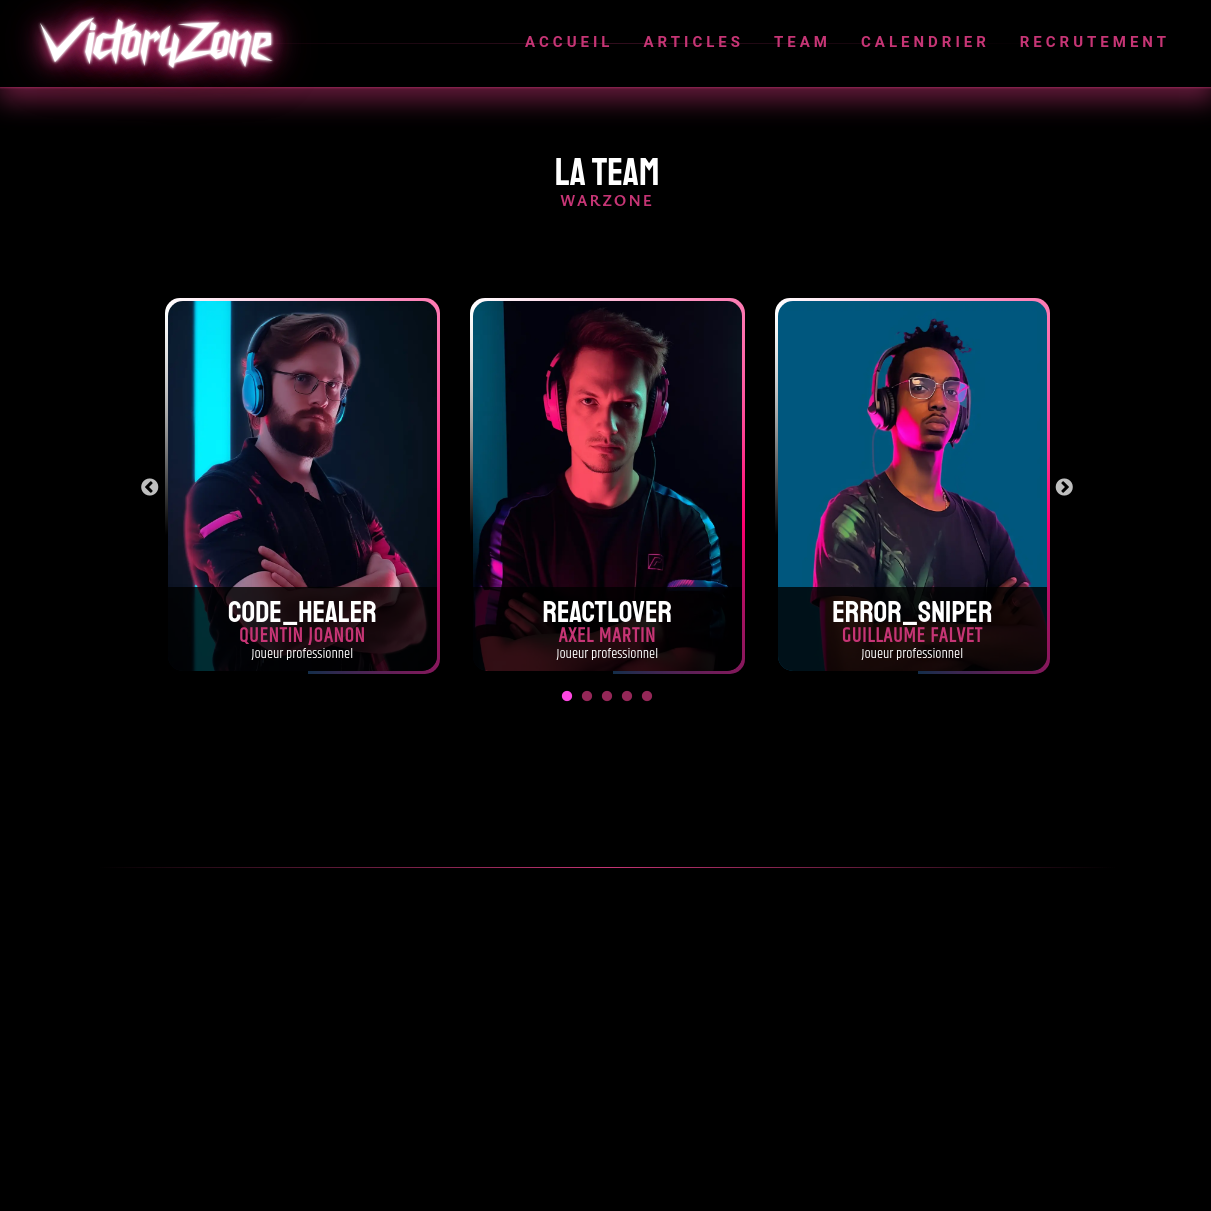 VictoryZone
ACCUEIL ARTICLES TEAM CALENDRIER RECRUTEMENT
LA TEAM
WARZONE
CODE_HEALER
QUENTIN JOANON
Joueur professionnel
REACTLOVER
AXEL MARTIN
Joueur professionnel
ERROR_SNIPER
GUILLAUME FALVET
Joueur professionnel